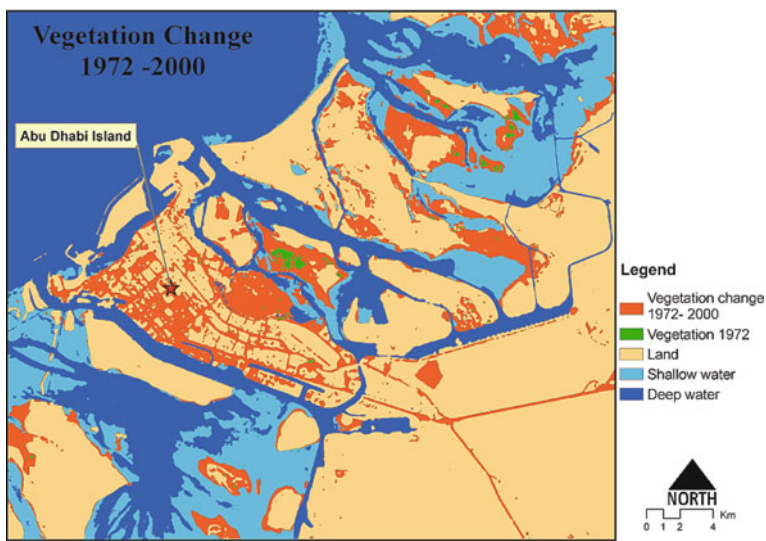 Vegetation Change
1972 -2000
Abu Dhabi Island
Legend
Vegetation change
1972- 2000
Vegetation 1972
Land
Shallow water
Deep water
NORTH
0 1 2 4 Km